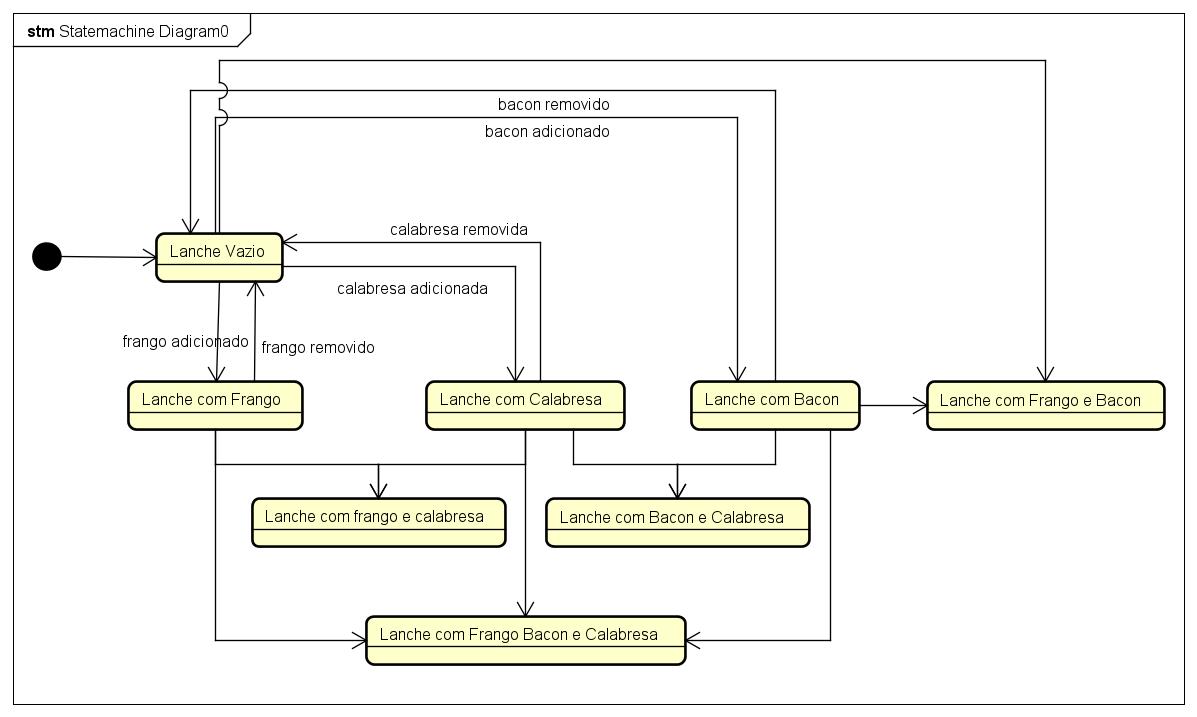 stm Statemachine Diagram0
bacon removido
bacon adicionado
calabresa removida
Lanche Vazio
calabresa adicionada
frango adicionado
frango removido
Lanche com Frango
Lanche com Calabresa
Lanche com Bacon
Lanche com Frango e Bacon
Lanche com frango e calabresa
Lanche com Bacon e Calabresa
Lanche com Frango Bacon e Calabresa